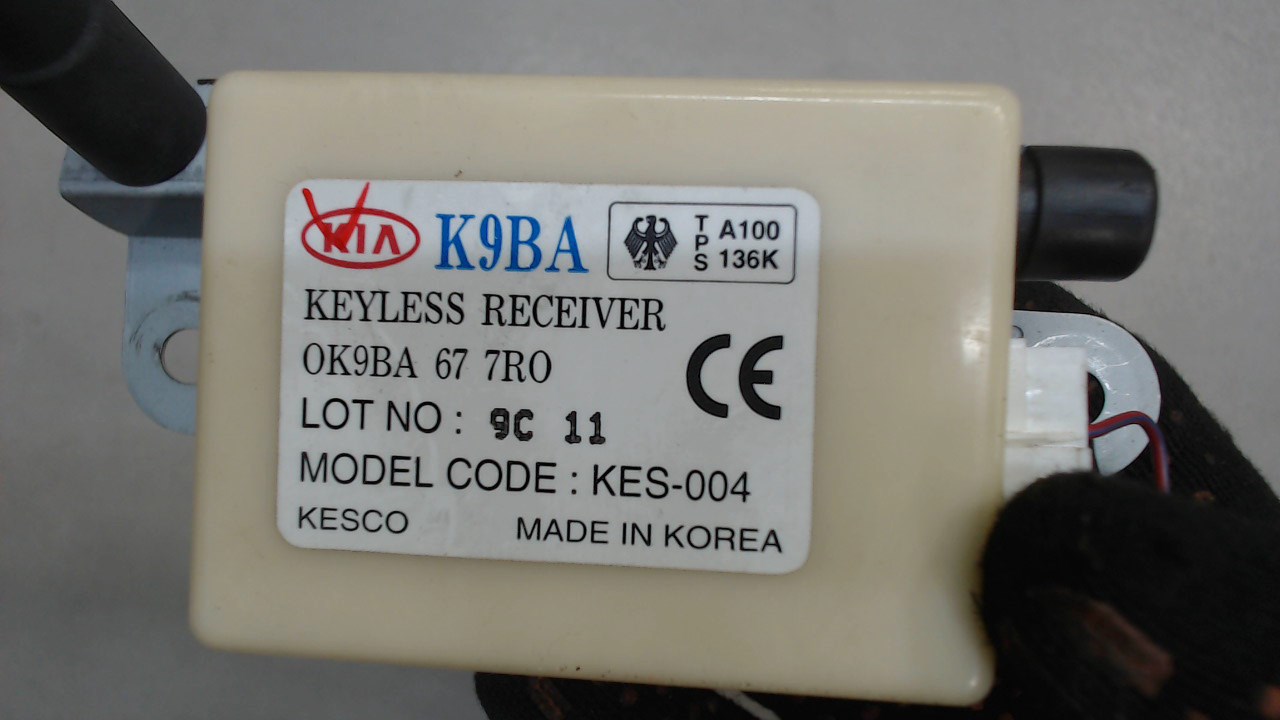 KIA K9BA TPS A100 136K
KEYLESS RECEIVER
OK9BA 67 7RO
CE
LOT NO : 9C 11
MODEL CODE : KES-004
KESCO MADE IN KOREA